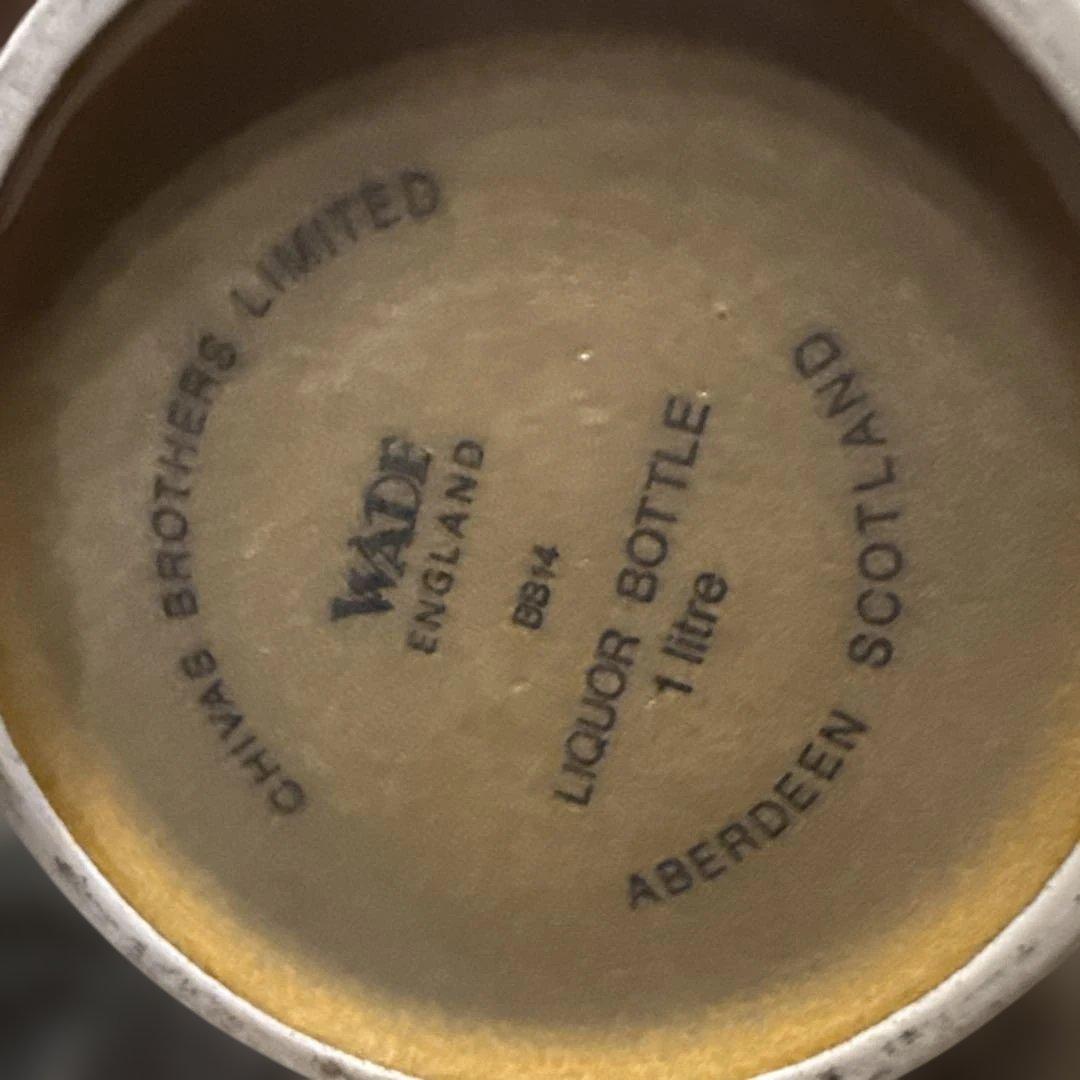 CHIVAS BROTHERS LIMITED
WADE
ENGLAND
BB14
LIQUOR BOTTLE
1 litre
ABERDEEN SCOTLAND